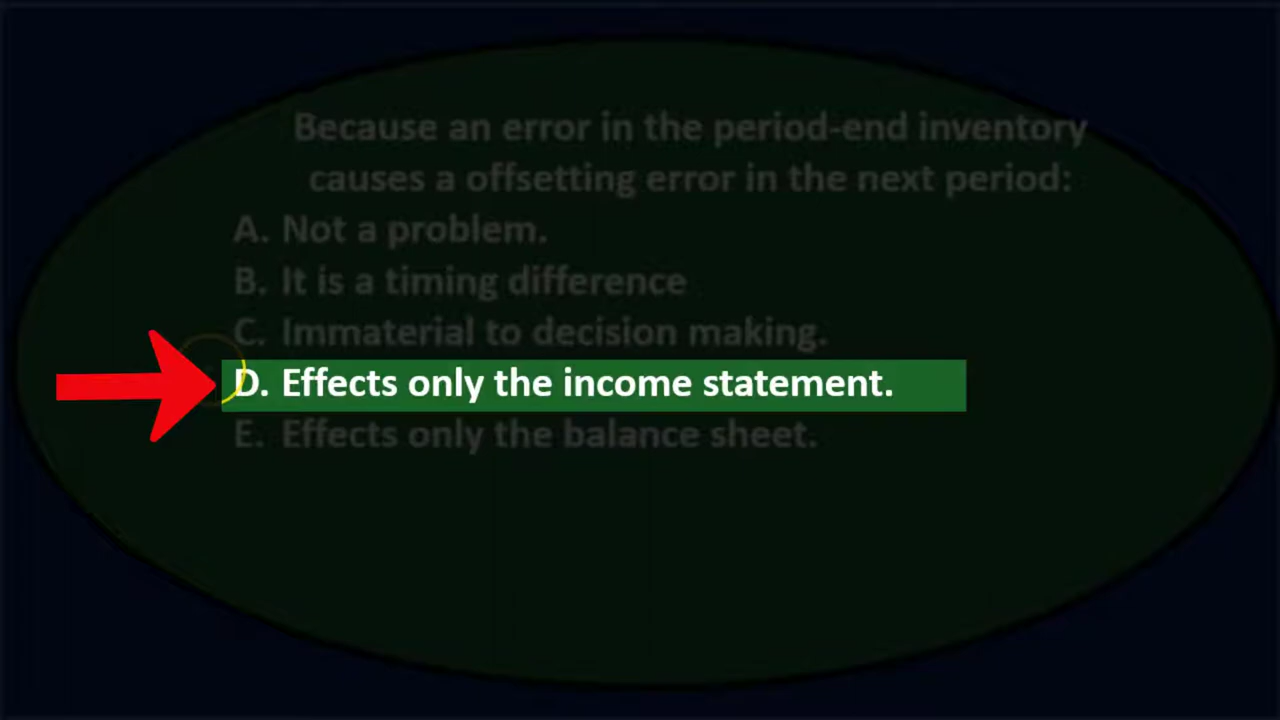 Because an error in the period-end inventory
causes a offsetting error in the next period:
A. Not a problem.
B. It is a timing difference
C. Immaterial to decision making.
D. Effects only the income statement.
E. Effects only the balance sheet.